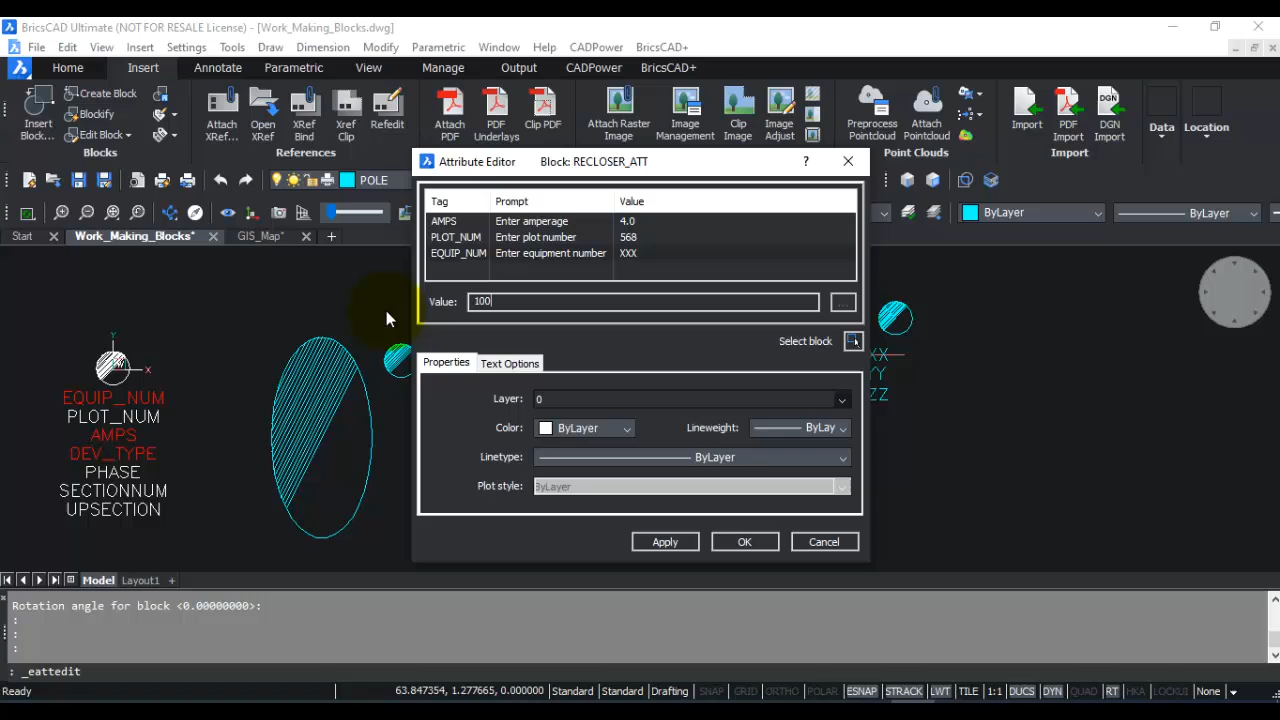 BricsCAD Ultimate (NOT FOR RESALE License) - [Work_Making_Blocks.dwg]
File Edit View Insert Settings Tools Draw Dimension Modify Parametric Window Help CADPower BricsCAD+
Home Insert Annotate Parametric View Manage Output CADPower BricsCAD+
Insert Block...
Create Block
Blockify
Edit Block
Blocks
Attach XRef...
Open XRef
XRef Bind
Xref Clip
Refedit
References
Attach PDF
PDF Underlays
Clip PDF
Attach Raster Image
Image Management
Clip Image
Image Adjust
Preprocess Pointcloud
Attach Pointcloud
Point Clouds
Import
PDF Import
DGN Import
Import
Data
Location
POLE
ByLayer
ByLayer
Start
Work_Making_Blocks*
GIS_Map*
Attribute Editor Block: RECLOSER_ATT
Tag Prompt Value
AMPS Enter amperage 4.0
PLOT_NUM Enter plot number 568
EQUIP_NUM Enter equipment number XXX
Value: 100
Select block
Properties Text Options
Layer: 0
Color: ByLayer Lineweight: ByLay
Linetype: ByLayer
Plot style: ByLayer
Apply OK Cancel
Y
X
EQUIP_NUM
PLOT_NUM
AMPS
DEV_TYPE
PHASE
SECTIONNUM
UPSECTION
Model Layout1 +
Rotation angle for block <0.00000000>:
:
:
:
: _eattedit
Ready 63.847354, 1.277665, 0.000000 Standard Standard Drafting SNAP GRID ORTHO POLAR ESNAP STRACK LWT TILE 1:1 DUCS DYN QUAD RT HKA LOCKUI None